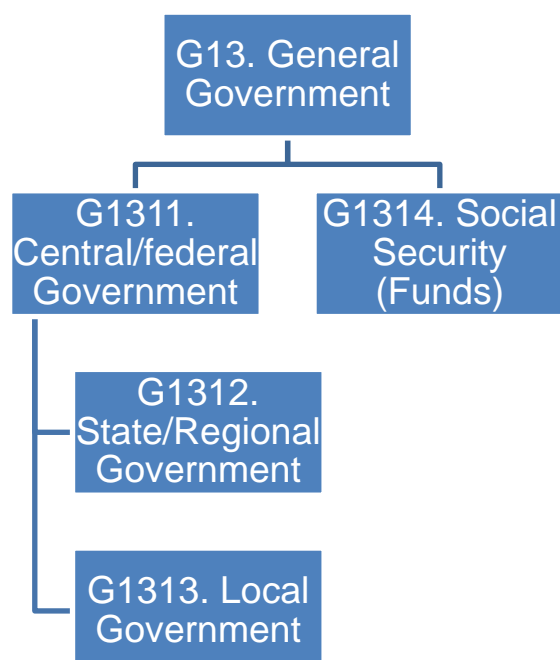 G13. General
Government
G1311.
Central/federal
Government
G1314. Social
Security
(Funds)
G1312.
State/Regional
Government
G1313. Local
Government